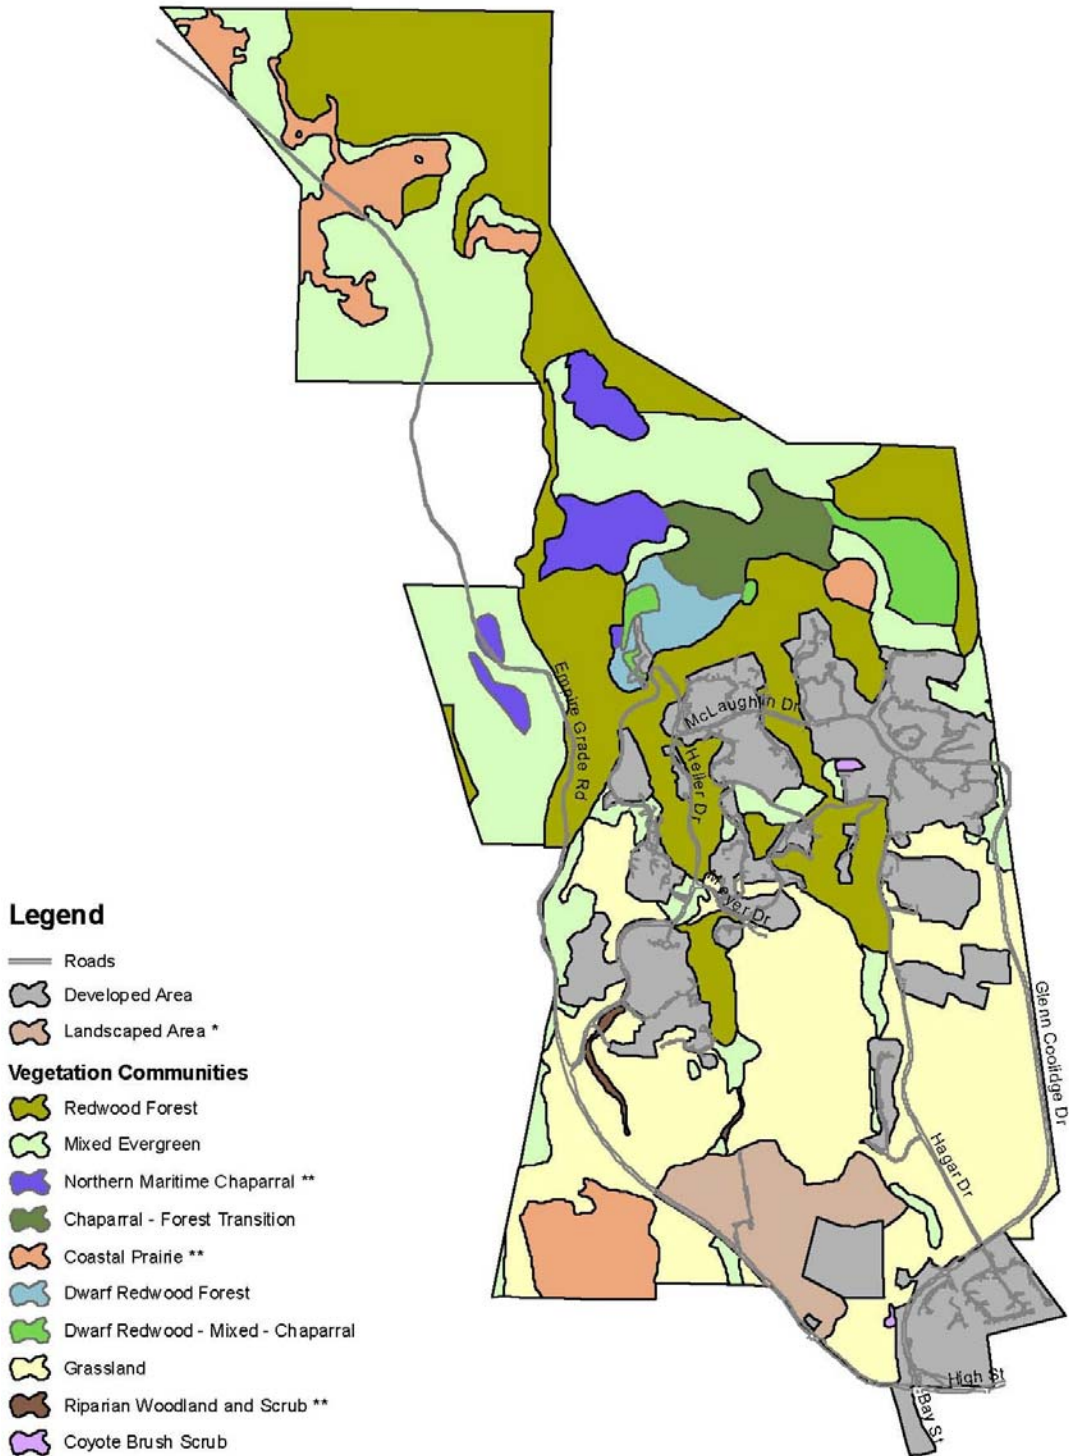 McLaughlin Dr
Empire Grade Rd
Heller Dr
Meyer Dr
Glenn Coolidge Dr
Hagar Dr
High St
Bay St
Legend
Roads
Developed Area
Landscaped Area *
Vegetation Communities
Redwood Forest
Mixed Evergreen
Northern Maritime Chaparral **
Chaparral - Forest Transition
Coastal Prairie **
Dwarf Redwood Forest
Dwarf Redwood - Mixed - Chaparral
Grassland
Riparian Woodland and Scrub **
Coyote Brush Scrub